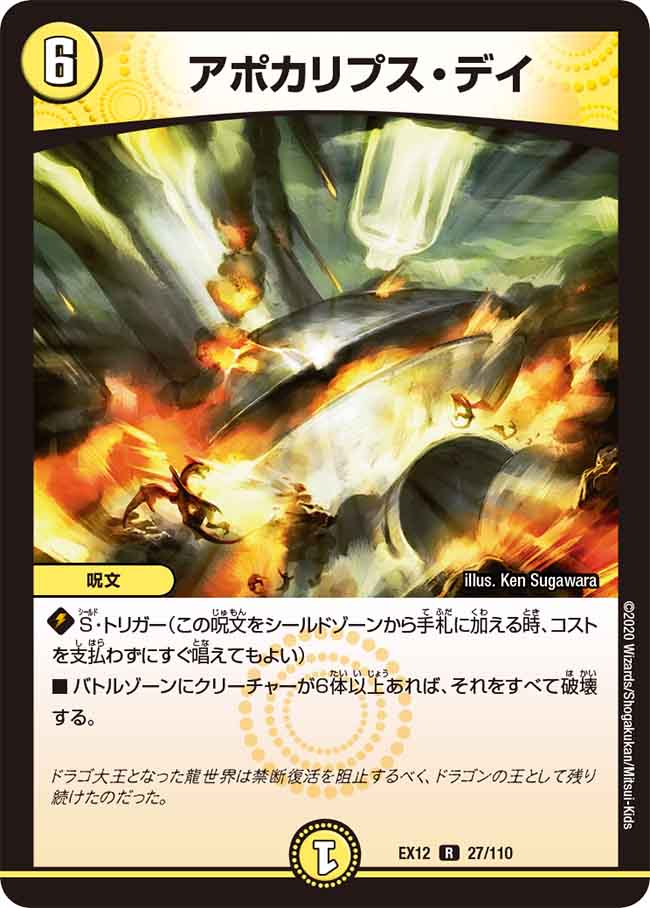 6
アポカリプス・デイ
呪文
illus. Ken Sugawara
S・トリガー(この呪文をシールドゾーンから手札に加える時、コスト
を支払わずにすぐ唱えてもよい)
■ バトルゾーンにクリーチャーが6体以上あれば、それをすべて破壊
する。
ドラゴ大王となった龍世界は禁断復活を阻止するべく、ドラゴンの王として残り
続けたのだった。
©2020 Wizards/Shogakukan/Mitsui-Kids
1
EX12 R 27/110